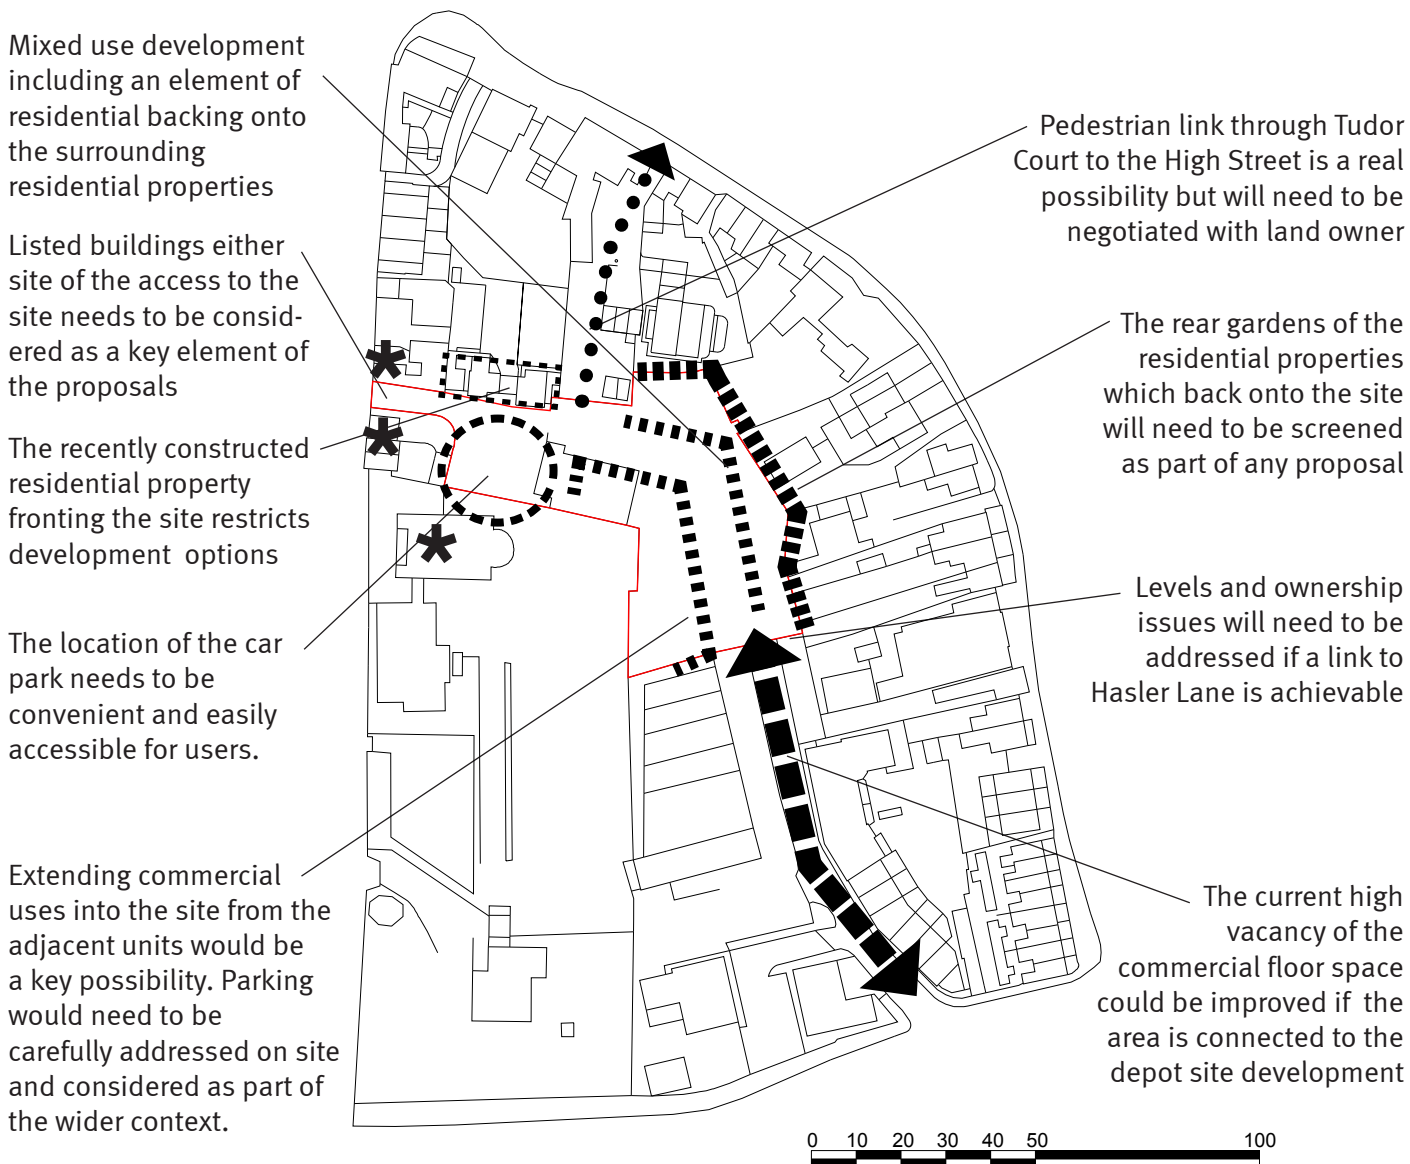 Mixed use development
including an element of
residential backing onto
the surrounding
residential properties
Listed buildings either
site of the access to the
site needs to be consid-
ered as a key element of
the proposals
The recently constructed
residential property
fronting the site restricts
development options
The location of the car
park needs to be
convenient and easily
accessible for users.
Extending commercial
uses into the site from the
adjacent units would be
a key possibility. Parking
would need to be
carefully addressed on site
and considered as part of
the wider context.
Pedestrian link through Tudor
Court to the High Street is a real
possibility but will need to be
negotiated with land owner
The rear gardens of the
residential properties
which back onto the site
will need to be screened
as part of any proposal
Levels and ownership
issues will need to be
addressed if a link to
Hasler Lane is achievable
The current high
vacancy of the
commercial floor space
could be improved if the
area is connected to the
depot site development
0 10 20 30 40 50 100